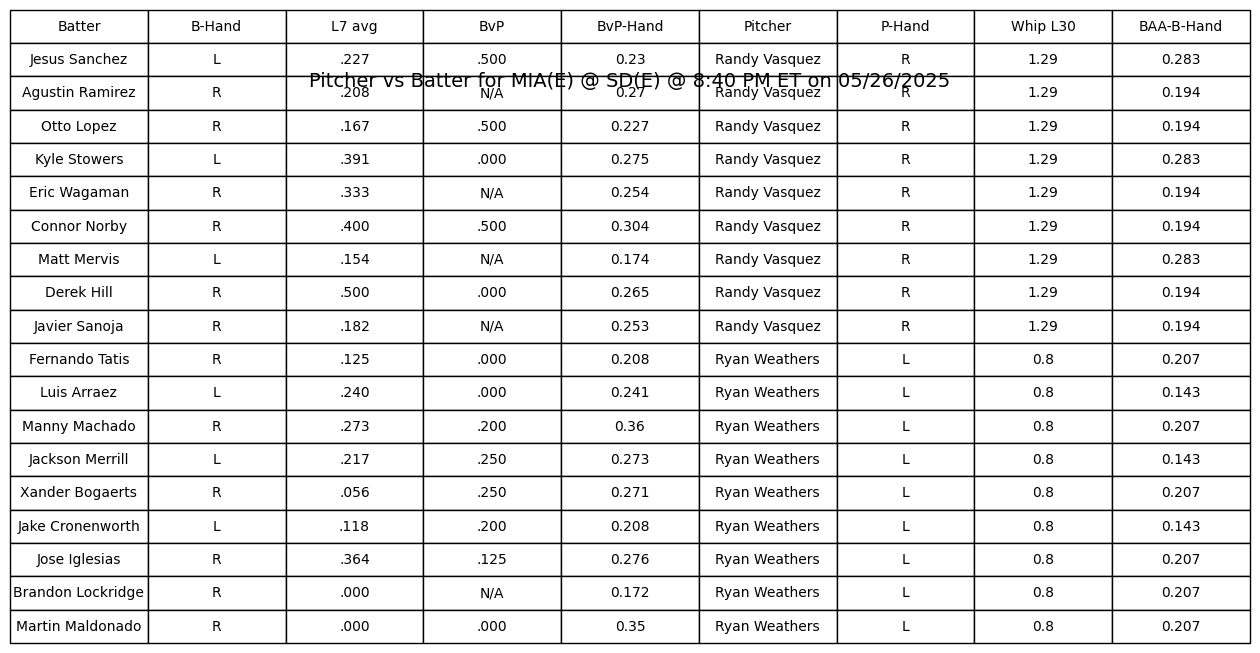 Batter B-Hand L7 avg BvP BvP-Hand Pitcher P-Hand Whip L30 BAA-B-Hand
Jesus Sanchez L .227 .500 0.23 Randy Vasquez R 1.29 0.283
Pitcher vs Batter for MIA(E) @ SD(E) @ 8:40 PM ET on 05/26/2025
Agustin Ramirez R .208 N/A 0.27 Randy Vasquez R 1.29 0.194
Otto Lopez R .167 .500 0.227 Randy Vasquez R 1.29 0.194
Kyle Stowers L .391 .000 0.275 Randy Vasquez R 1.29 0.283
Eric Wagaman R .333 N/A 0.254 Randy Vasquez R 1.29 0.194
Connor Norby R .400 .500 0.304 Randy Vasquez R 1.29 0.194
Matt Mervis L .154 N/A 0.174 Randy Vasquez R 1.29 0.283
Derek Hill R .500 .000 0.265 Randy Vasquez R 1.29 0.194
Javier Sanoja R .182 N/A 0.253 Randy Vasquez R 1.29 0.194
Fernando Tatis R .125 .000 0.208 Ryan Weathers L 0.8 0.207
Luis Arraez L .240 .000 0.241 Ryan Weathers L 0.8 0.143
Manny Machado R .273 .200 0.36 Ryan Weathers L 0.8 0.207
Jackson Merrill L .217 .250 0.273 Ryan Weathers L 0.8 0.143
Xander Bogaerts R .056 .250 0.271 Ryan Weathers L 0.8 0.207
Jake Cronenworth L .118 .200 0.208 Ryan Weathers L 0.8 0.143
Jose Iglesias R .364 .125 0.276 Ryan Weathers L 0.8 0.207
Brandon Lockridge R .000 N/A 0.172 Ryan Weathers L 0.8 0.207
Martin Maldonado R .000 .000 0.35 Ryan Weathers L 0.8 0.207